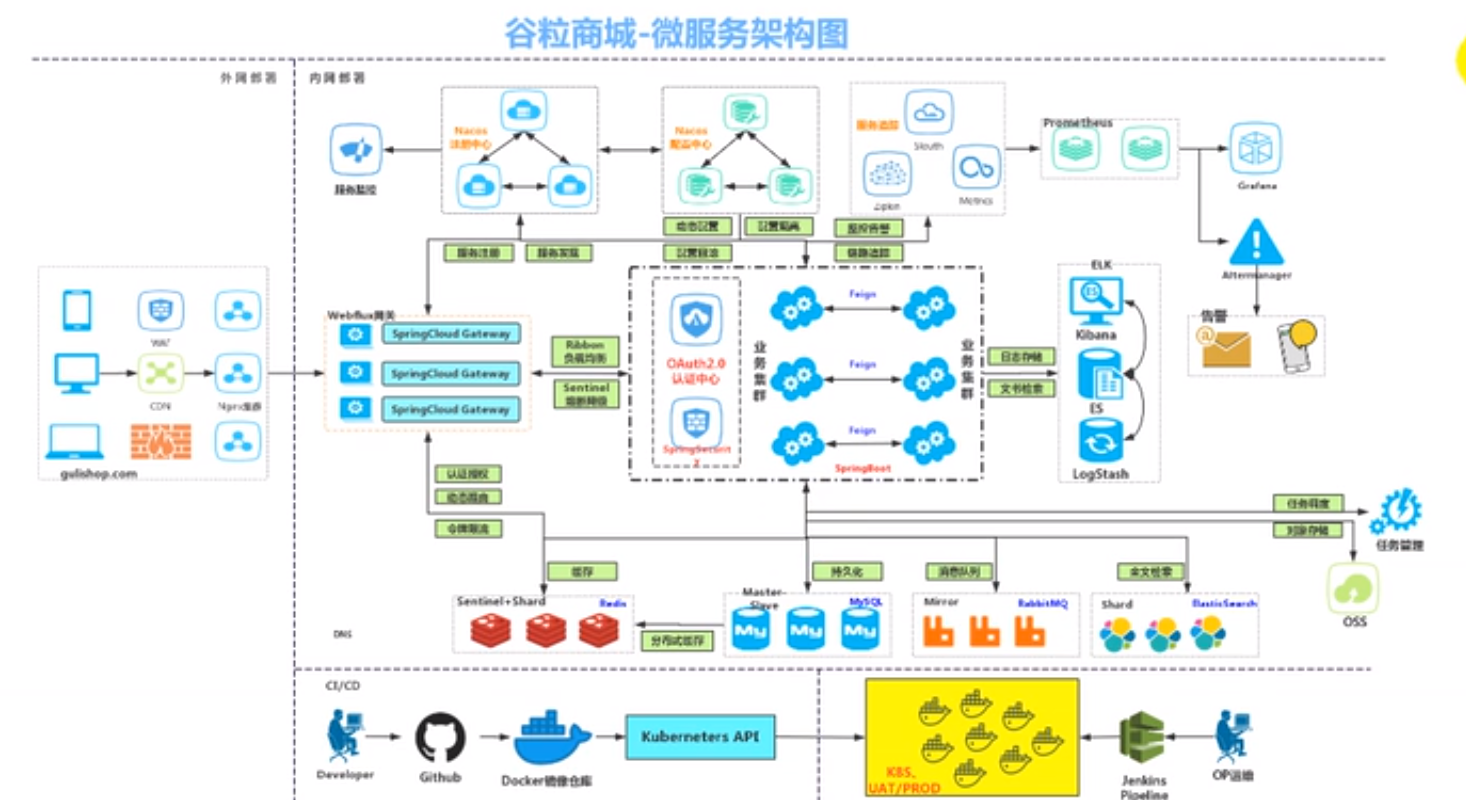 谷粒商城-微服务架构图
外网部署
内网部署
Nacos
注册中心
Nacos
配置中心
服务追踪
Sleuth
Zipkin
Metrics
Prometheus
Grafana
服务监控
动态配置
配置隔离
监控告警
服务注册
服务发现
配置回滚
链路追踪
Altermanager
告警
Webflux网关
SpringCloud Gateway
SpringCloud Gateway
SpringCloud Gateway
Ribbon
负载均衡
Sentinel
熔断降级
OAuth2.0
认证中心
业务集群
Feign
Feign
Feign
业务集群
SpringBoot
日志存储
文书检索
ELK
Kibana
ES
LogStash
WAF
CDN
Nginx集群
gulishop.com
认证授权
动态路由
令牌限流
任务调度
对象存储
任务管理
OSS
缓存
持久化
消息队列
全文检索
Sentinel+Shard
Redis
Master-
Slave
MySQL
Mirror
RabbitMQ
Shard
ElasticSearch
分布式缓存
DNS
CI/CD
Developer
Github
Docker镜像仓库
Kuberneters API
K8S、
UAT/PROD
Jenkins
Pipeline
OP运维